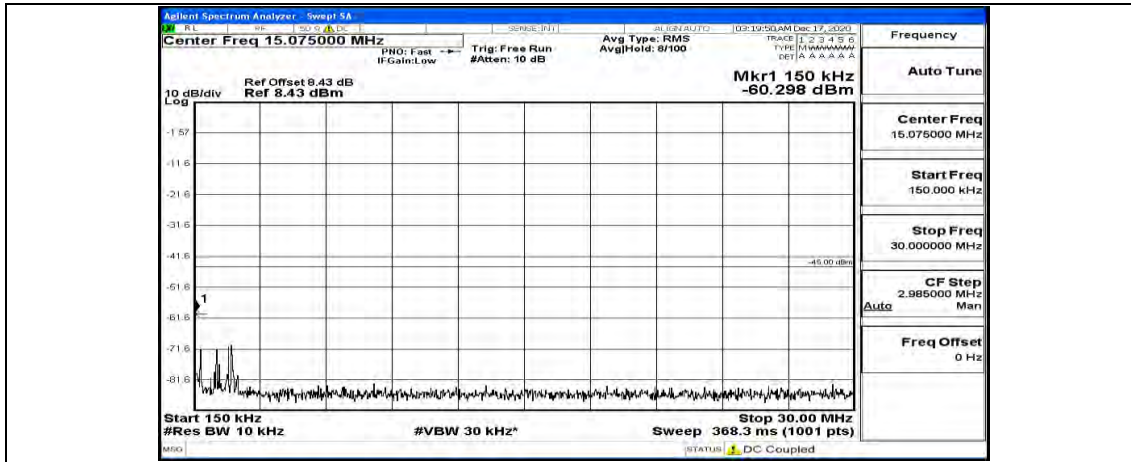 Agilent Spectrum Analyzer - Swept SA
RL RF 50 Ω DC SENSE:INT ALIGN AUTO 03:19:50 AM Dec 17, 2020
Center Freq 15.075000 MHz
PNO: Fast
IFGain:Low
Trig: Free Run
#Atten: 10 dB
Avg Type: RMS
Avg|Hold: 8/100
TRACE 1 2 3 4 5 6
TYPE MWWWWW
DET A A A A A A
Ref Offset 8.43 dB
10 dB/div Ref 8.43 dBm
Log
Mkr1 150 kHz
-60.298 dBm
-1.57
-11.6
-21.6
-31.6
-41.6
-45.00 dBm
-51.6
1
-61.6
-71.6
-81.6
Start 150 kHz Stop 30.00 MHz
#Res BW 10 kHz #VBW 30 kHz* Sweep 368.3 ms (1001 pts)
MSG STATUS DC Coupled
Frequency
Auto Tune
Center Freq
15.075000 MHz
Start Freq
150.000 kHz
Stop Freq
30.000000 MHz
CF Step
2.985000 MHz
Auto Man
Freq Offset
0 Hz